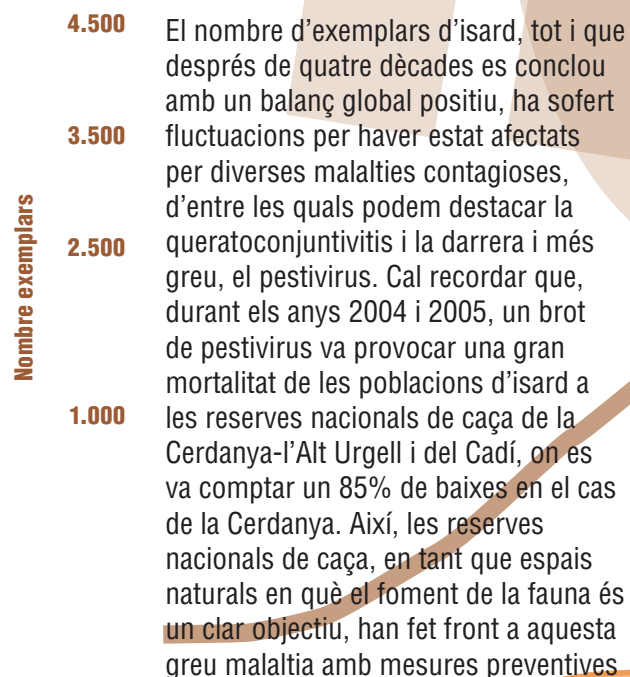 4.500
3.500
2.500
1.000
Nombre exemplars
El nombre d’exemplars d’isard, tot i que
després de quatre dècades es conclou
amb un balanç global positiu, ha sofert
fluctuacions per haver estat afectats
per diverses malalties contagioses,
d’entre les quals podem destacar la
queratoconjuntivitis i la darrera i més
greu, el pestivirus. Cal recordar que,
durant els anys 2004 i 2005, un brot
de pestivirus va provocar una gran
mortalitat de les poblacions d’isard a
les reserves nacionals de caça de la
Cerdanya-l’Alt Urgell i del Cadí, on es
va comptar un 85% de baixes en el cas
de la Cerdanya. Així, les reserves
nacionals de caça, en tant que espais
naturals en què el foment de la fauna és
un clar objectiu, han fet front a aquesta
greu malaltia amb mesures preventives